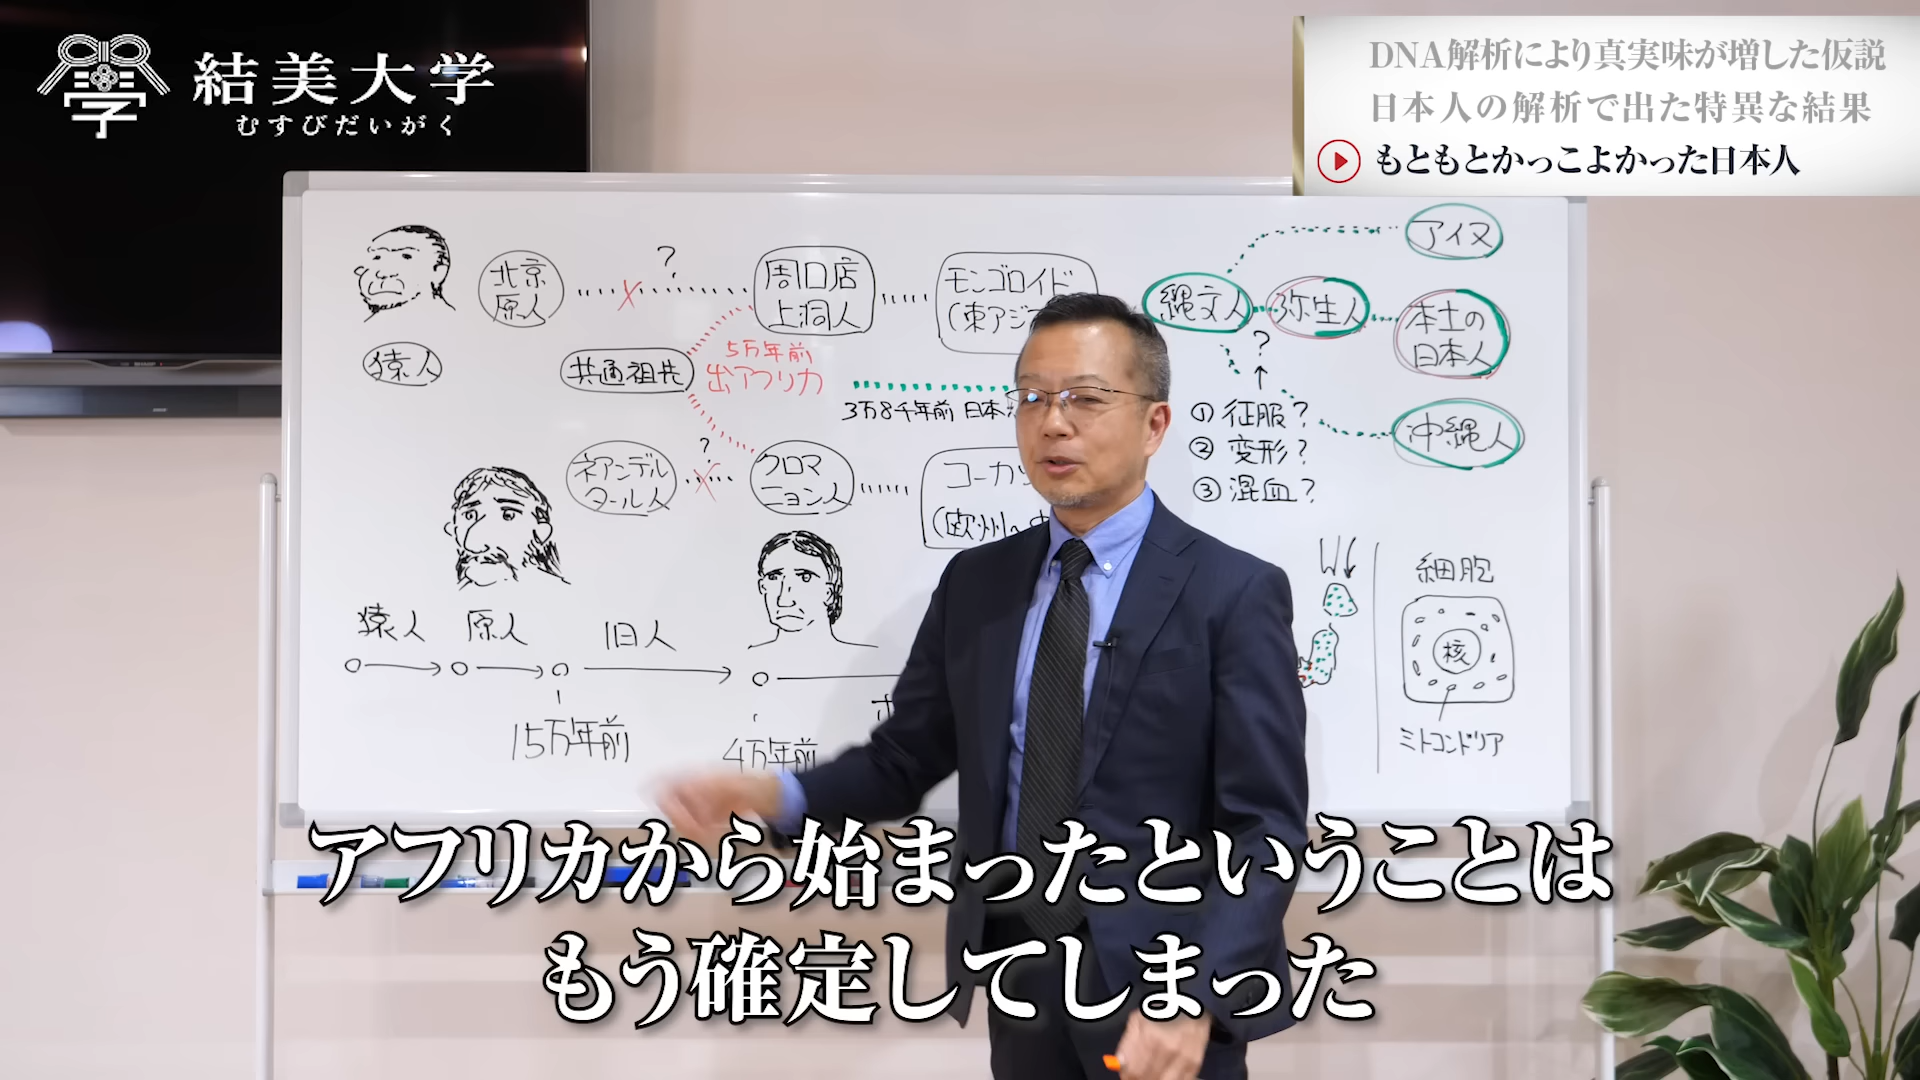 結美大学
むすびだいがく
DNA解析により真実味が増した仮説
日本人の解析で出た特異な結果
もともとかっこよかった日本人
北京
原人
?
周口店
上洞人
モンゴロイド
(東アジ
縄文人
弥生人
アイヌ
本土の
日本人
沖縄人
猿人
共通祖先
5万年前
出アフリカ
3万8千年前 日本
?
① 征服?
② 変形?
③ 混血?
ネアンデル
タール人
?
クロマ
ニョン人
コーカ
(欧州~
猿人
原人
旧人
15万年前
4万年前
細胞
核
ミトコンドリア
アフリカから始まったということは
もう確定してしまった